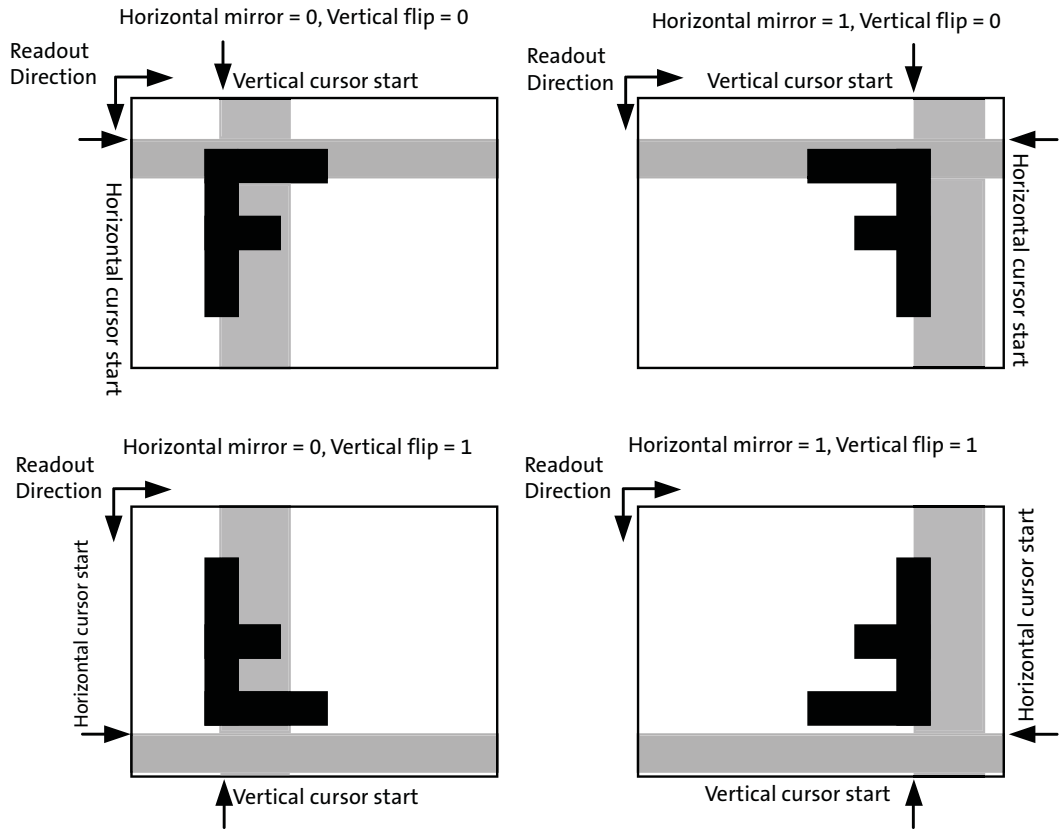 Horizontal mirror = 0, Vertical flip = 0
Readout
Direction
Vertical cursor start
Horizontal cursor start
Horizontal mirror = 1, Vertical flip = 0
Readout
Direction
Vertical cursor start
Horizontal cursor start
Horizontal mirror = 0, Vertical flip = 1
Readout
Direction
Horizontal cursor start
Vertical cursor start
Horizontal mirror = 1, Vertical flip = 1
Readout
Direction
Horizontal cursor start
Vertical cursor start